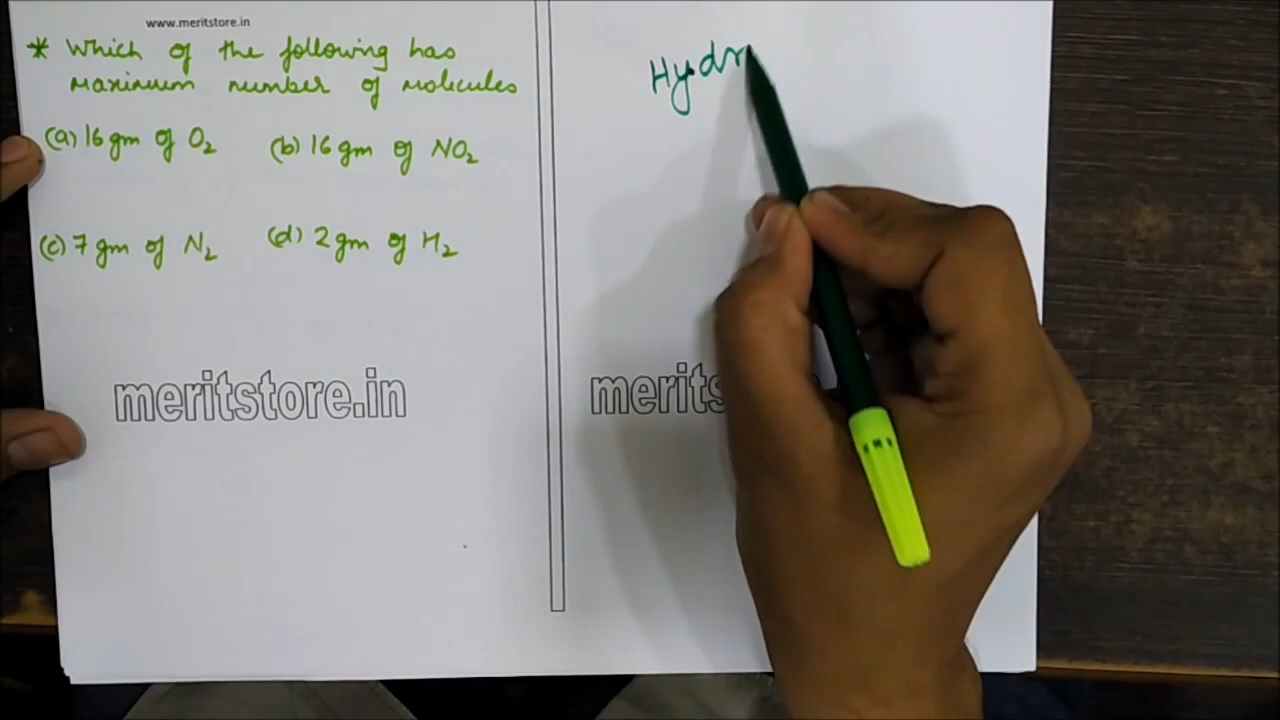 www.meritstore.in
* Which of the following has
maximum number of molecules
(a) 16 gm of O2 (b) 16 gm of NO2
(c) 7 gm of N2 (d) 2 gm of H2
meritstore.in
Hydr
merits